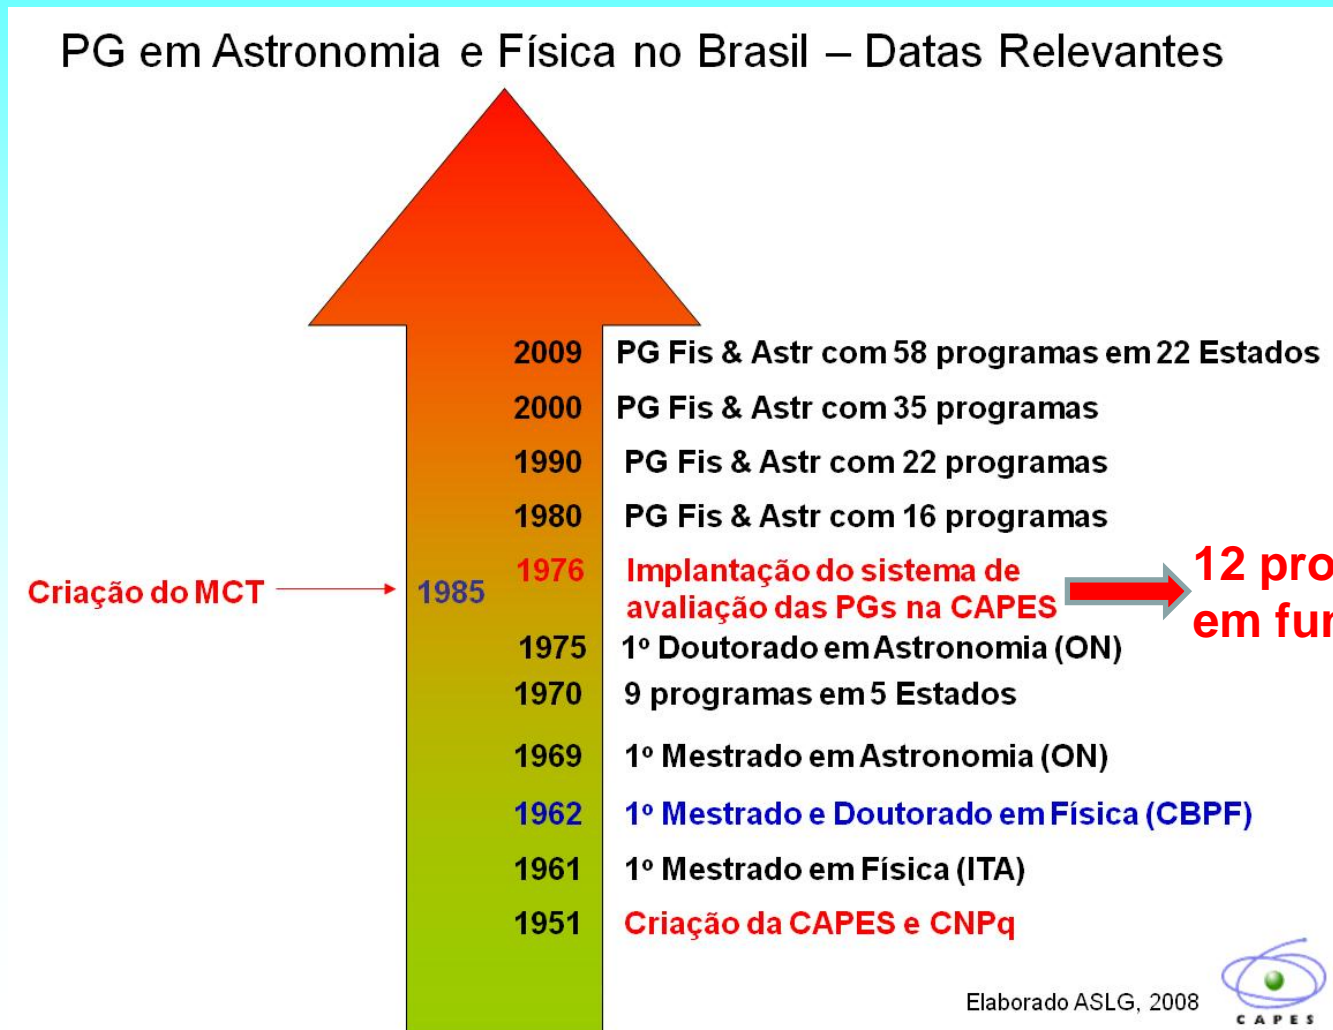 PG em Astronomia e Física no Brasil – Datas Relevantes
2009 PG Fis & Astr com 58 programas em 22 Estados
2000 PG Fis & Astr com 35 programas
1990 PG Fis & Astr com 22 programas
1980 PG Fis & Astr com 16 programas
1976 Implantação do sistema de
avaliação das PGs na CAPES
12 pro
em fur
Criação do MCT 1985
1975 1º Doutorado em Astronomia (ON)
1970 9 programas em 5 Estados
1969 1º Mestrado em Astronomia (ON)
1962 1º Mestrado e Doutorado em Física (CBPF)
1961 1º Mestrado em Física (ITA)
1951 Criação da CAPES e CNPq
Elaborado ASLG, 2008
CAPES